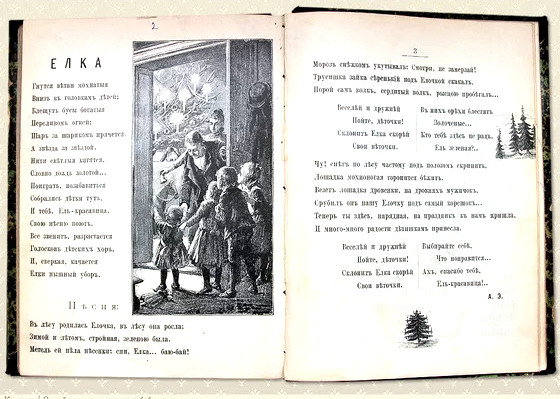 2
ЕЛКА
Гнутся вѣтви мохнатыя
Внизъ къ головкамъ дѣтей;
Блещутъ бусы богатыя
Переливомъ огней;
Шаръ за шарикомъ прячется,
А звѣзда за звѣздой,
Нити свѣтлыя катятся,
Словно дождь золотой...
Поиграть, позабавиться
Собрались дѣтки тутъ,
И тебѣ, Ель-красавица,
Свою пѣсню поютъ.
Все звенитъ, разрастается
Голосковъ дѣтскихъ хоръ,
И, сверкая, качается
Елки пышный уборъ.
Пѣсня:
Въ лѣсу родилась Елочка, въ лѣсу она росла;
Зимой и лѣтомъ, стройная, зеленою была.
Метель ей пѣла пѣсенки: спи, Елка... баю-бай!
3
Морозъ снѣжкомъ укутывалъ: Смотри, не замерзай!
Трусишка зайка сѣренькій подъ Елочкой скакалъ.
Порой самъ волкъ, сердитый волкъ, рысцою пробѣгалъ...
Веселѣй и дружнѣй
Пойте, дѣточки!
Склонитъ Елка скорѣй
Свои вѣточки.
Въ нихъ орѣхи блестятъ
Золоченые...
Кто тебѣ здѣсь не радъ,
Ель зеленая?..
Чу! снѣгъ по лѣсу частому подъ полозомъ скрипитъ.
Лошадка мохноногая торопится бѣжитъ.
Везетъ лошадка дровенки, на дровняхъ мужичокъ.
Срубилъ онъ нашу Елочку подъ самый корешокъ...
Теперь ты здѣсь, нарядная, на праздникъ къ намъ пришла,
И много-много радости дѣтишкамъ принесла.
Веселѣй и дружнѣй
Пойте, дѣточки!
Склонитъ Елка скорѣй
Свои вѣточки.
Выбирайте себѣ,
Что понравится...
Ахъ, спасибо тебѣ,
Ель-красавица!..
А. Э.